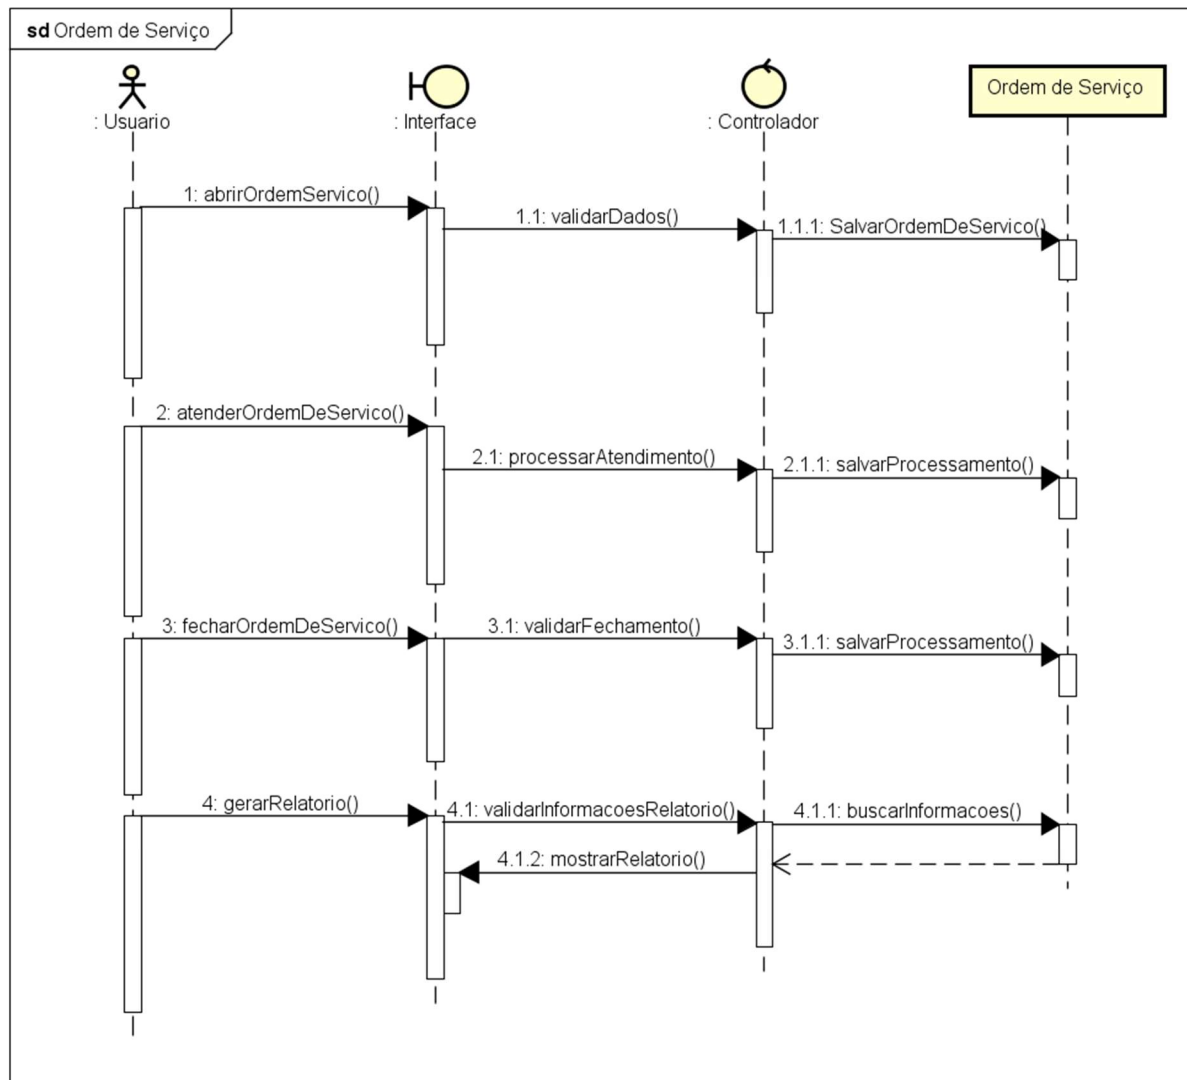 sd Ordem de Serviço
: Usuario
: Interface
: Controlador
Ordem de Serviço
1: abrirOrdemServico()
1.1: validarDados()
1.1.1: SalvarOrdemDeServico()
2: atenderOrdemDeServico()
2.1: processarAtendimento()
2.1.1: salvarProcessamento()
3: fecharOrdemDeServico()
3.1: validarFechamento()
3.1.1: salvarProcessamento()
4: gerarRelatorio()
4.1: validarInformacoesRelatorio()
4.1.1: buscarInformacoes()
4.1.2: mostrarRelatorio()